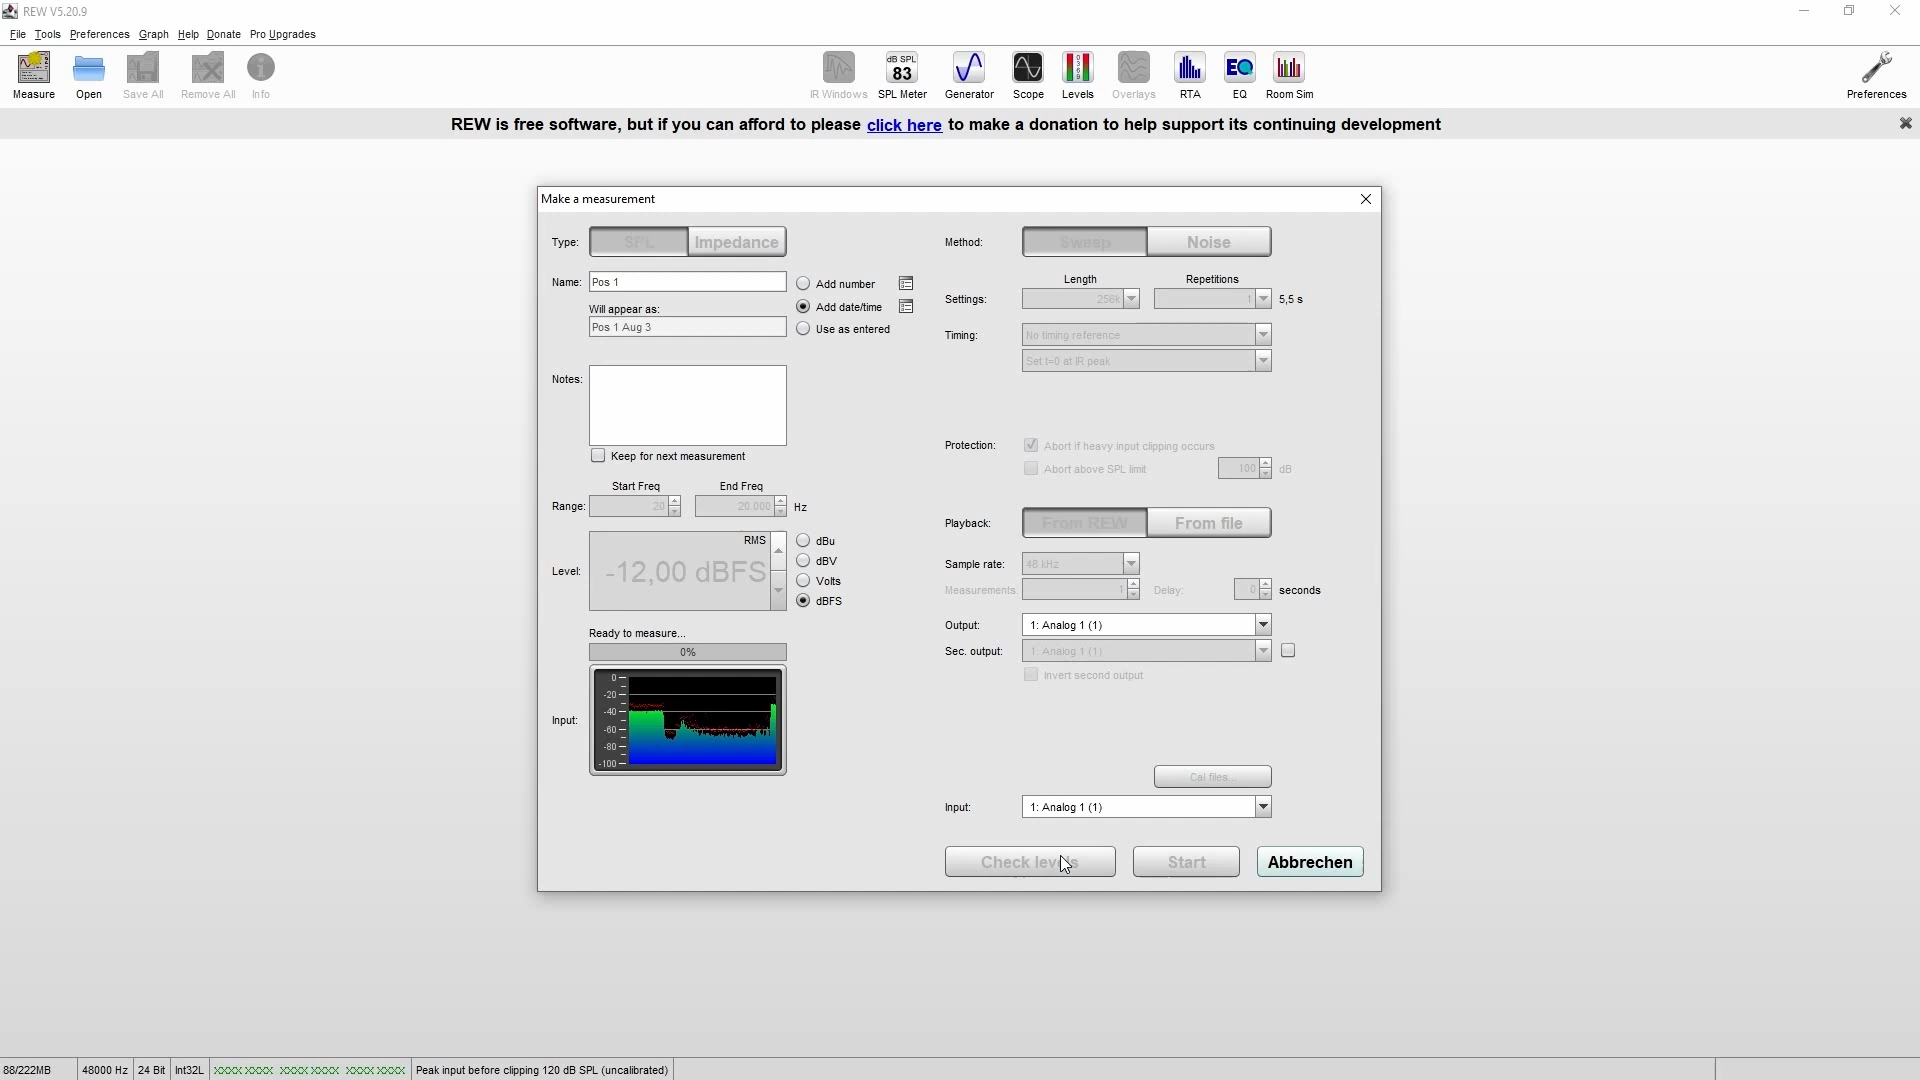 REW V5.20.9
File Tools Preferences Graph Help Donate Pro Upgrades
Measure Open Save All Remove All Info
IR Windows SPL Meter Generator Scope Levels Overlays RTA EQ Room Sim Preferences
dB SPL
83
EQ
REW is free software, but if you can afford to please click here to make a donation to help support its continuing development
Make a measurement
Type: SPL Impedance
Name: Pos 1
Add number
Will appear as:
Add date/time
Pos 1 Aug 3
Use as entered
Notes:
Keep for next measurement
Start Freq End Freq
Range: 20 20.000 Hz
Level: RMS
-12,00 dBFS
dBu
dBV
Volts
dBFS
Ready to measure...
0%
Input:
0
-20
-40
-60
-80
-100
Method: Sweep Noise
Length Repetitions
Settings: 256k 1 5,5 s
Timing: No timing reference
Set t=0 at IR peak
Protection: Abort if heavy input clipping occurs
Abort above SPL limit 100 dB
Playback: From REW From file
Sample rate: 48 kHz
Measurements: 1 Delay: 0 seconds
Output: 1: Analog 1 (1)
Sec. output: 1: Analog 1 (1)
Invert second output
Cal files...
Input: 1: Analog 1 (1)
Check levels Start Abbrechen
88/222MB 48000 Hz 24 Bit Int32L XXXX XXXX XXXX XXXX XXXX XXXX Peak input before clipping 120 dB SPL (uncalibrated)